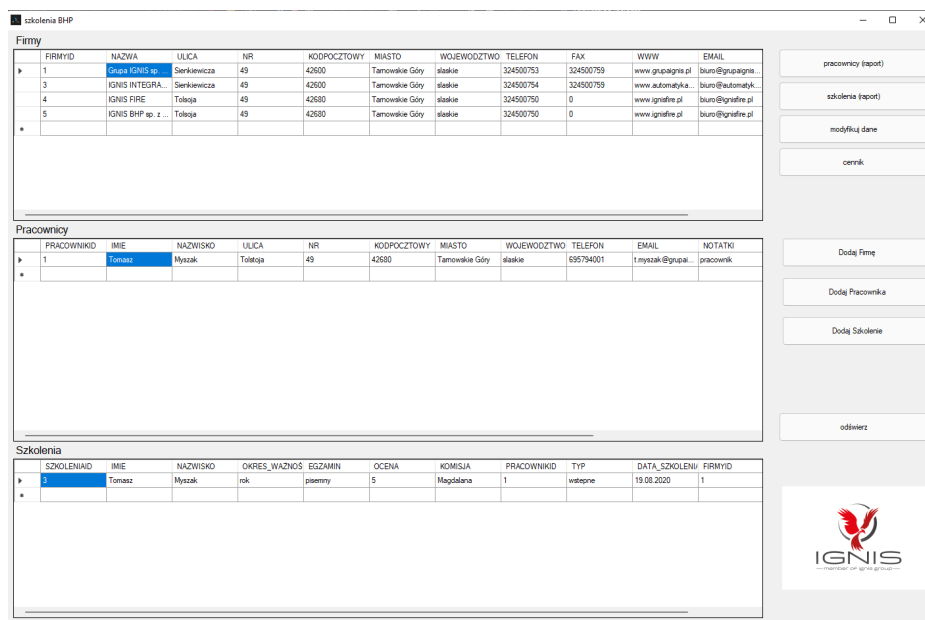 szkolenia BHP
Firmy
FIRMYID NAZWA ULICA NR KODPOCZTOWY MIASTO WOJEWODZTWO TELEFON FAX WWW EMAIL
1 Grupa IGNIS sp. ... Sienkiewicza 49 42600 Tarnowskie Góry slaskie 324500753 324500759 www.grupaignis.pl biuro@grupaignis...
3 IGNIS INTEGRA... Sienkiewicza 49 42600 Tarnowskie Góry slaskie 324500754 324500759 www.automatyka... biuro@automatyk...
4 IGNIS FIRE Tolsoja 49 42680 Tarnowskie Góry slaskie 324500750 0 www.ignisfire.pl biuro@ignisfire.pl
5 IGNIS BHP sp. z ... Tolsoja 49 42680 Tarnowskie Góry slaskie 324500750 0 www.ignisfire.pl biuro@ignisfire.pl
pracownicy (raport)
szkolenia (raport)
modyfikuj dane
cennik
Pracownicy
PRACOWNIKID IMIE NAZWISKO ULICA NR KODPOCZTOWY MIASTO WOJEWODZTWO TELEFON EMAIL NOTATKI
1 Tomasz Myszak Tolstoja 49 42680 Tarnowskie Góry slaskie 695794001 t.myszak@grupai... pracownik
Dodaj Firmę
Dodaj Pracownika
Dodaj Szkolenie
odświerz
Szkolenia
SZKOLENIAID IMIE NAZWISKO OKRES_WAZNOŚ EGZAMIN OCENA KOMISJA PRACOWNIKID TYP DATA_SZKOLENI FIRMYID
3 Tomasz Myszak rok pisemny 5 Magdalana 1 wstepne 19.08.2020 1
IGNIS
member of ignis group